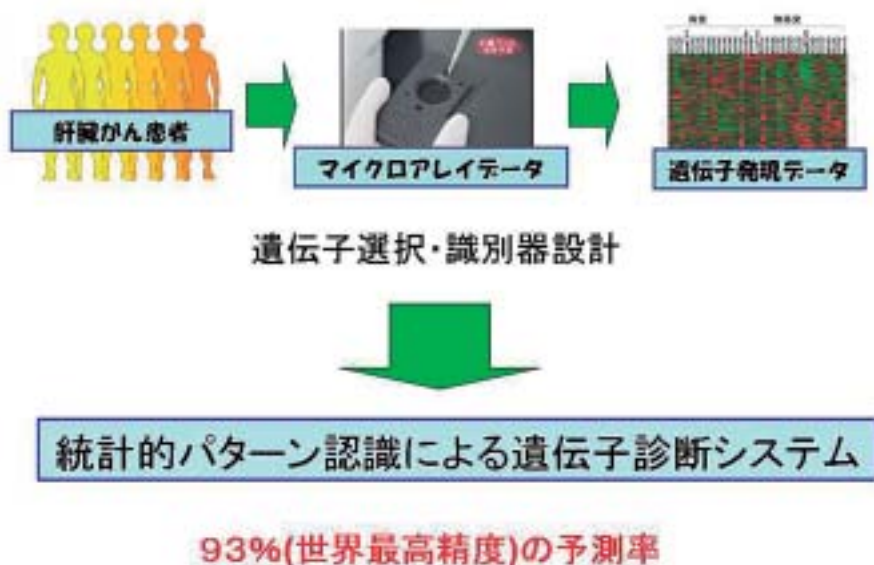 肝臓がん患者
マイクロアレイデータ
遺伝子発現データ
遺伝子選択・識別器設計
統計的パターン認識による遺伝子診断システム
93%(世界最高精度)の予測率